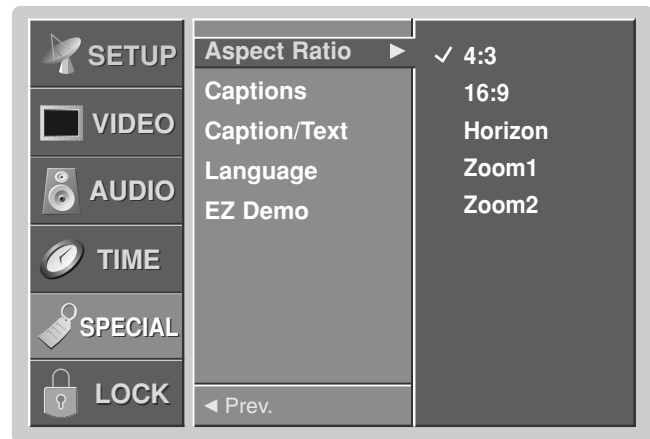 SETUP
VIDEO
AUDIO
TIME
SPECIAL
LOCK
Aspect Ratio ►
Captions
Caption/Text
Language
EZ Demo
◄ Prev.
✓ 4:3
16:9
Horizon
Zoom1
Zoom2